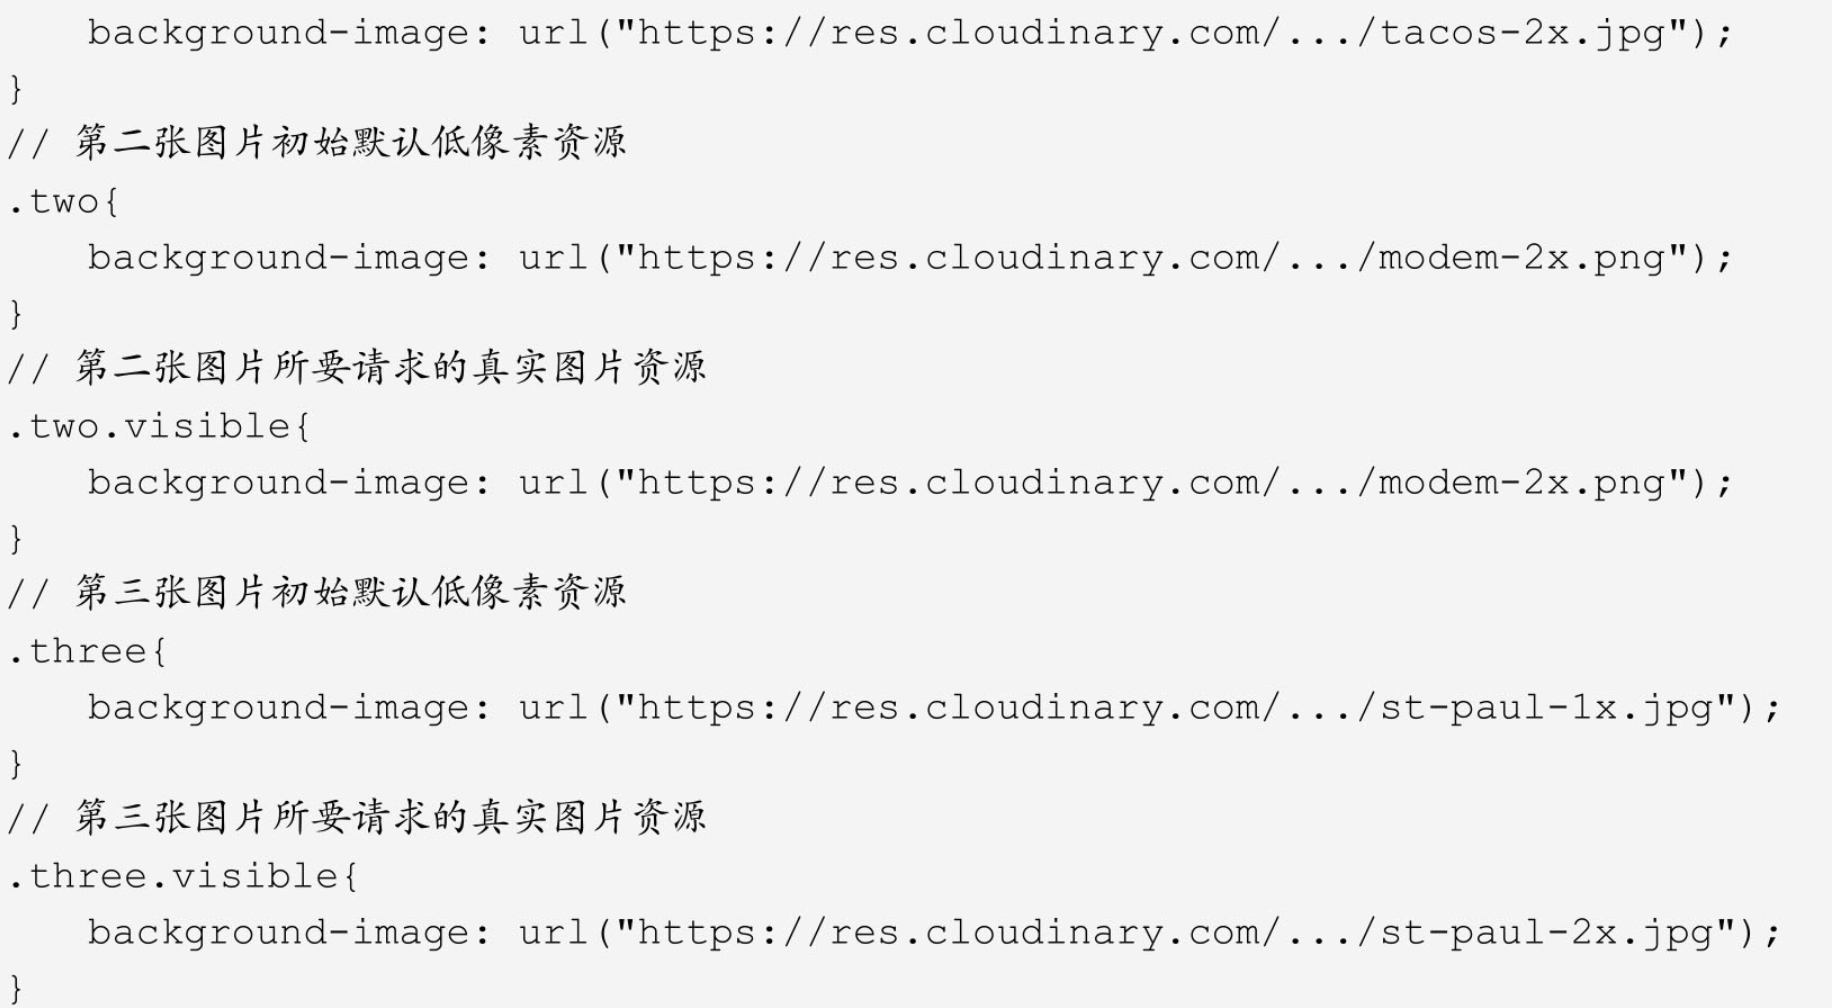 background-image: url("https://res.cloudinary.com/.../tacos-2x.jpg");
}
// 第二张图片初始默认低像素资源
.two{
background-image: url("https://res.cloudinary.com/.../modem-2x.png");
}
// 第二张图片所要请求的真实图片资源
.two.visible{
background-image: url("https://res.cloudinary.com/.../modem-2x.png");
}
// 第三张图片初始默认低像素资源
.three{
background-image: url("https://res.cloudinary.com/.../st-paul-1x.jpg");
}
// 第三张图片所要请求的真实图片资源
.three.visible{
background-image: url("https://res.cloudinary.com/.../st-paul-2x.jpg");
}